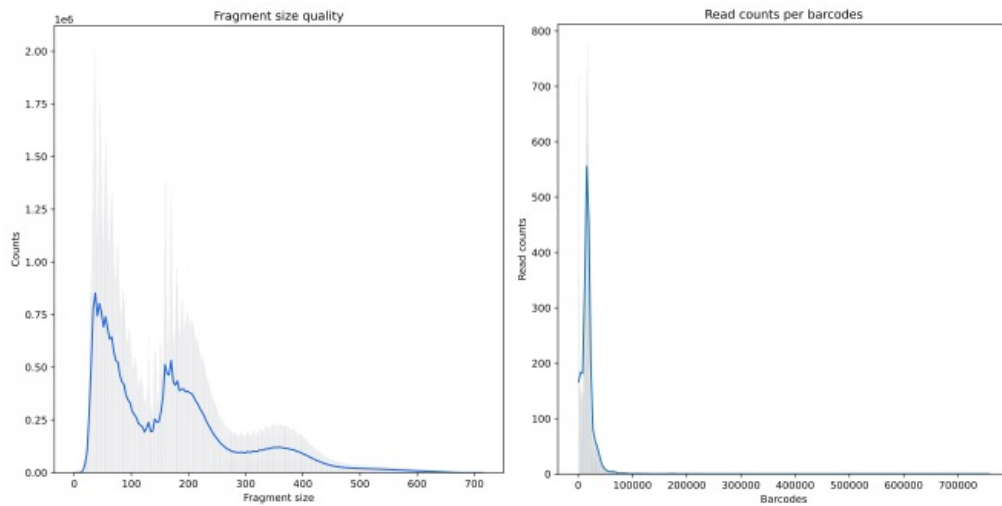 Fragment size quality
1e6
2.00
1.75
1.50
1.25
1.00
0.75
0.50
0.25
0.00
Counts
0 100 200 300 400 500 600 700
Fragment size
Read counts per barcodes
800
700
600
500
400
300
200
100
0
Read counts
0 100000 200000 300000 400000 500000 600000 700000
Barcodes